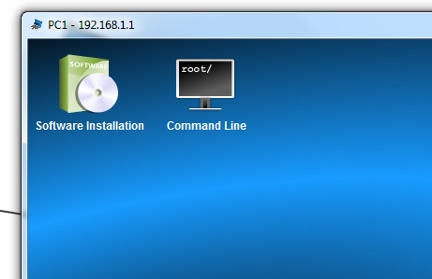 PC1 - 192.168.1.1
SOFTWARE
root/
Software Installation
Command Line